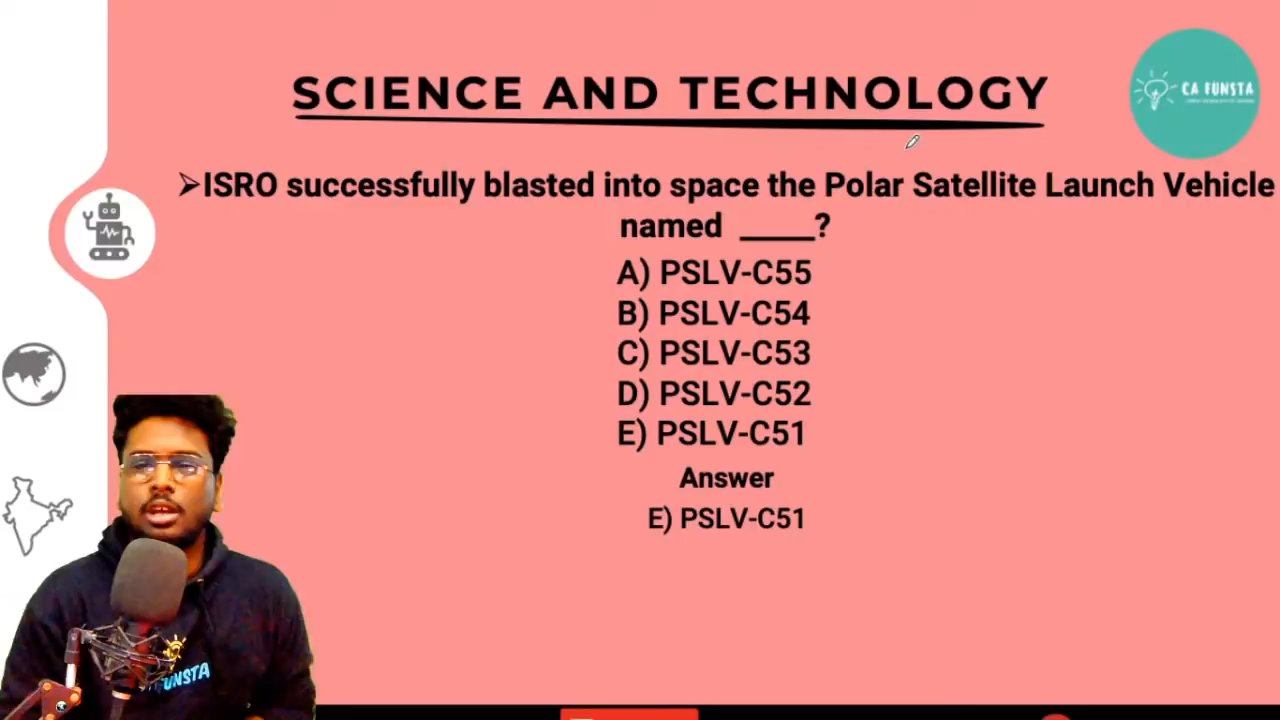 SCIENCE AND TECHNOLOGY
CA FUNSTA
➢ISRO successfully blasted into space the Polar Satellite Launch Vehicle
named _____?
A) PSLV-C55
B) PSLV-C54
C) PSLV-C53
D) PSLV-C52
E) PSLV-C51
Answer
E) PSLV-C51
FUNSTA